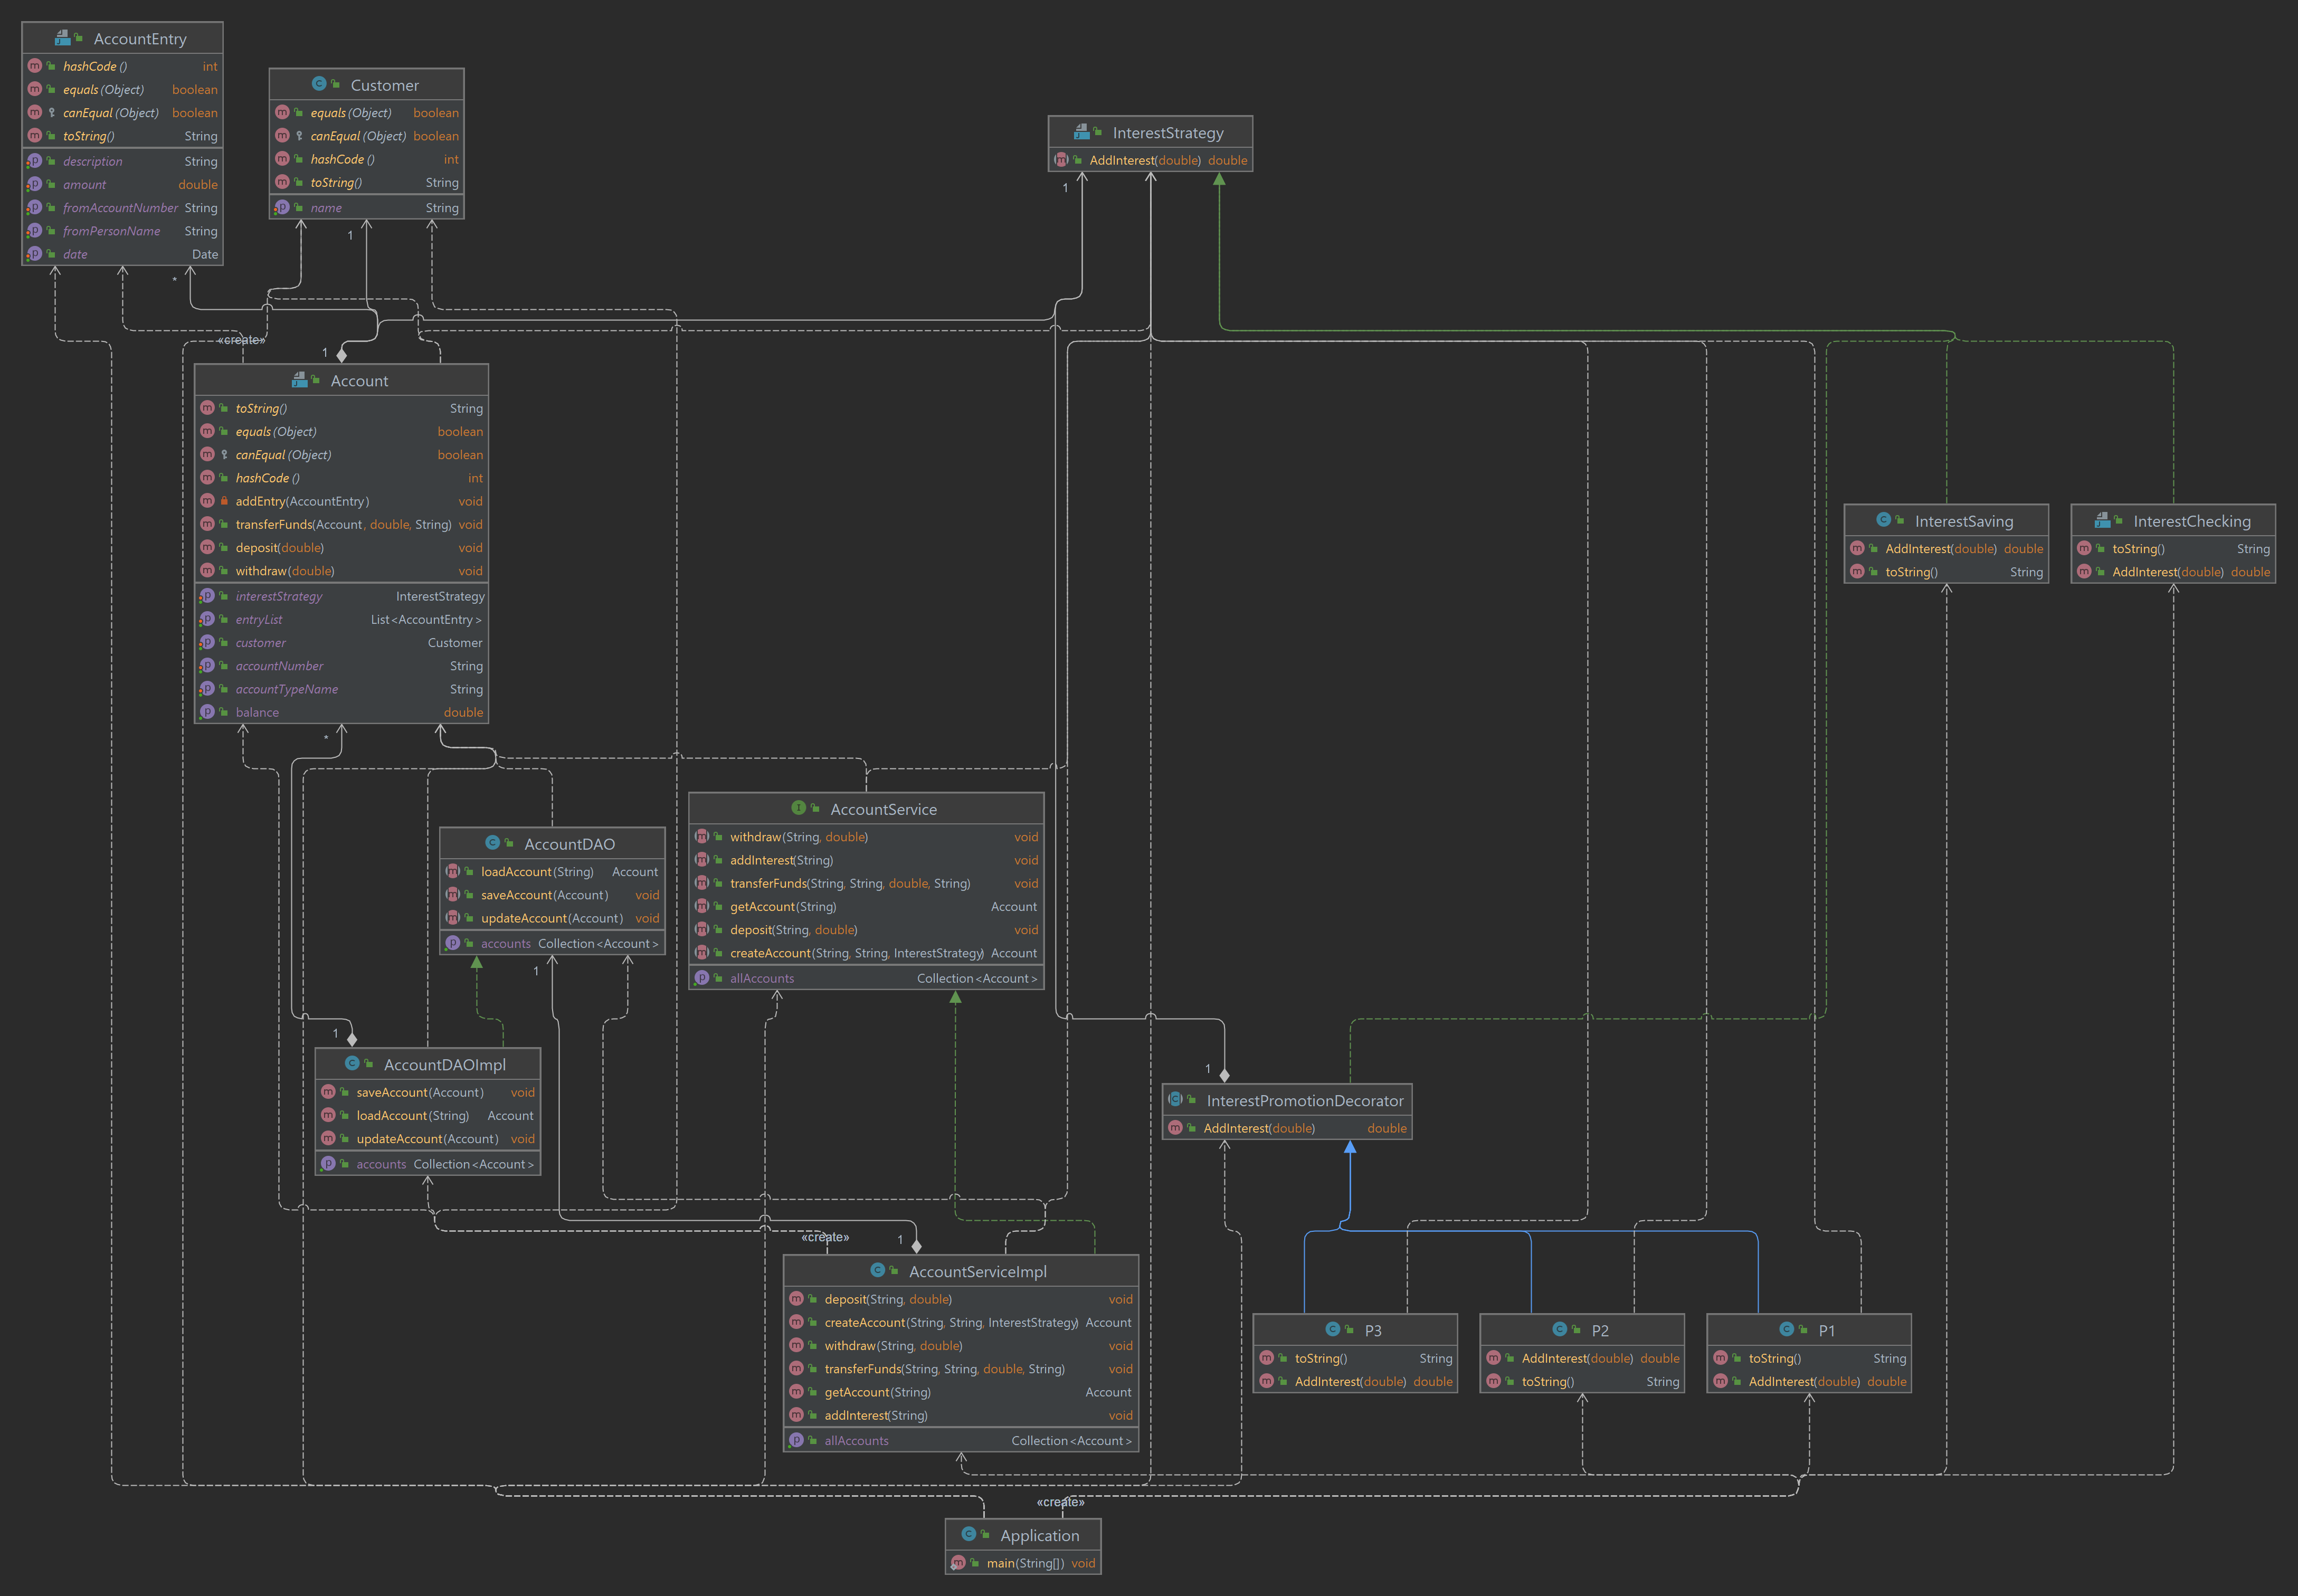 AccountEntry
hashCode () int
equals (Object) boolean
canEqual (Object) boolean
toString() String
description String
amount double
fromAccountNumber String
fromPersonName String
date Date
*
Customer
equals (Object) boolean
canEqual (Object) boolean
hashCode () int
toString() String
name String
1
InterestStrategy
AddInterest(double) double
1
«create»
1
Account
toString() String
equals (Object) boolean
canEqual (Object) boolean
hashCode () int
addEntry(AccountEntry) void
transferFunds(Account, double, String) void
deposit(double) void
withdraw(double) void
interestStrategy InterestStrategy
entryList List<AccountEntry>
customer Customer
accountNumber String
accountTypeName String
balance double
*
InterestSaving
AddInterest(double) double
toString() String
InterestChecking
toString() String
AddInterest(double) double
AccountService
withdraw(String, double) void
addInterest(String) void
transferFunds(String, String, double, String) void
getAccount(String) Account
deposit(String, double) void
createAccount(String, String, InterestStrategy) Account
allAccounts Collection<Account>
AccountDAO
loadAccount(String) Account
saveAccount(Account) void
updateAccount(Account) void
accounts Collection<Account>
1
1
AccountDAOImpl
saveAccount(Account) void
loadAccount(String) Account
updateAccount(Account) void
accounts Collection<Account>
1
InterestPromotionDecorator
AddInterest(double) double
«create»
1
AccountServiceImpl
deposit(String, double) void
createAccount(String, String, InterestStrategy) Account
withdraw(String, double) void
transferFunds(String, String, double, String) void
getAccount(String) Account
addInterest(String) void
allAccounts Collection<Account>
P3
toString() String
AddInterest(double) double
P2
AddInterest(double) double
toString() String
P1
toString() String
AddInterest(double) double
«create»
Application
main(String[]) void